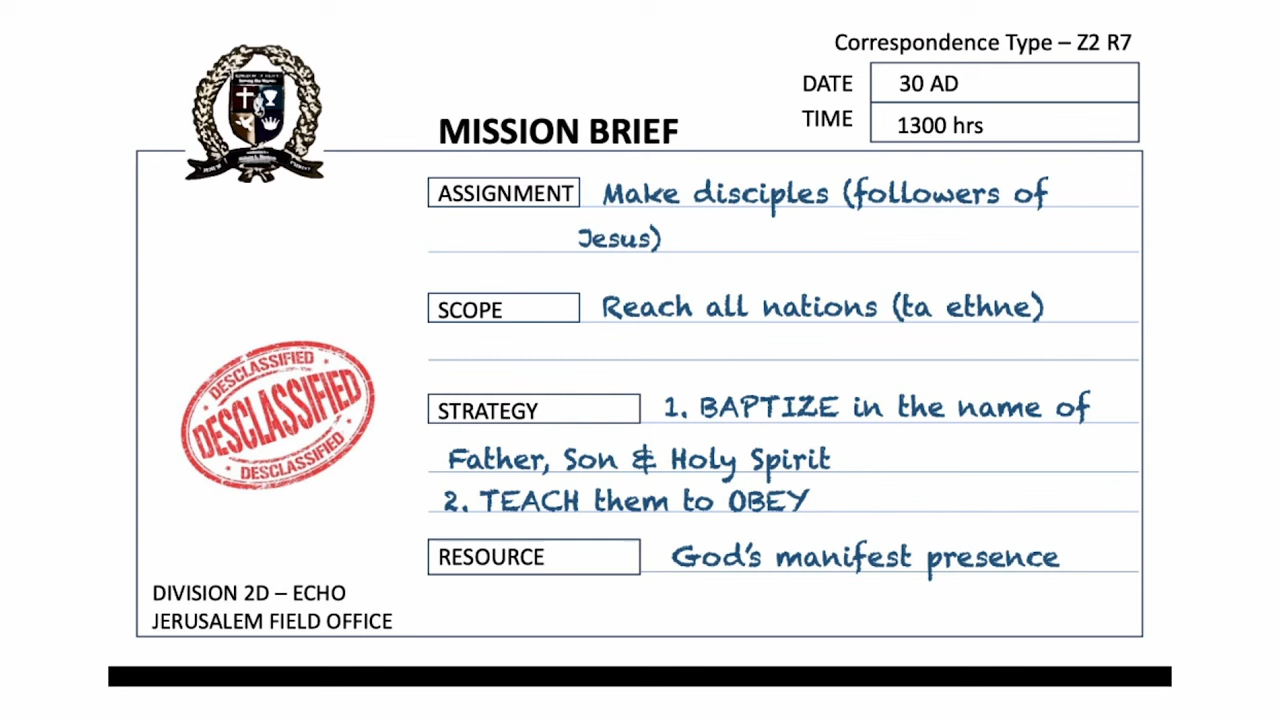 Correspondence Type – Z2 R7
DATE 30 AD
TIME 1300 hrs
MISSION BRIEF
ASSIGNMENT Make disciples (followers of
Jesus)
SCOPE Reach all nations (ta ethne)
DESCLASSIFIED
DESCLASSIFIED
DESCLASSIFIED
STRATEGY 1. BAPTIZE in the name of
Father, Son & Holy Spirit
2. TEACH them to OBEY
RESOURCE God's manifest presence
DIVISION 2D – ECHO
JERUSALEM FIELD OFFICE